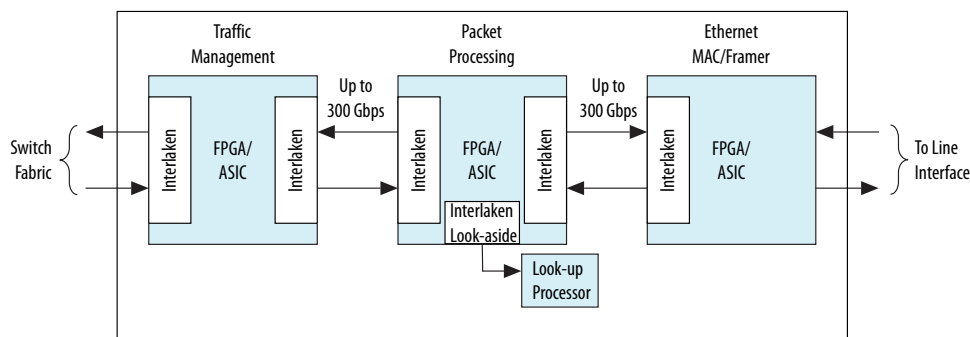 Traffic
Management
Packet
Processing
Ethernet
MAC/Framer
Up to
300 Gbps
Up to
300 Gbps
Switch
Fabric
Interlaken
FPGA/
ASIC
Interlaken
Interlaken
FPGA/
ASIC
Interlaken
Interlaken
FPGA/
ASIC
To Line
Interface
Interlaken
Look-aside
Look-up
Processor